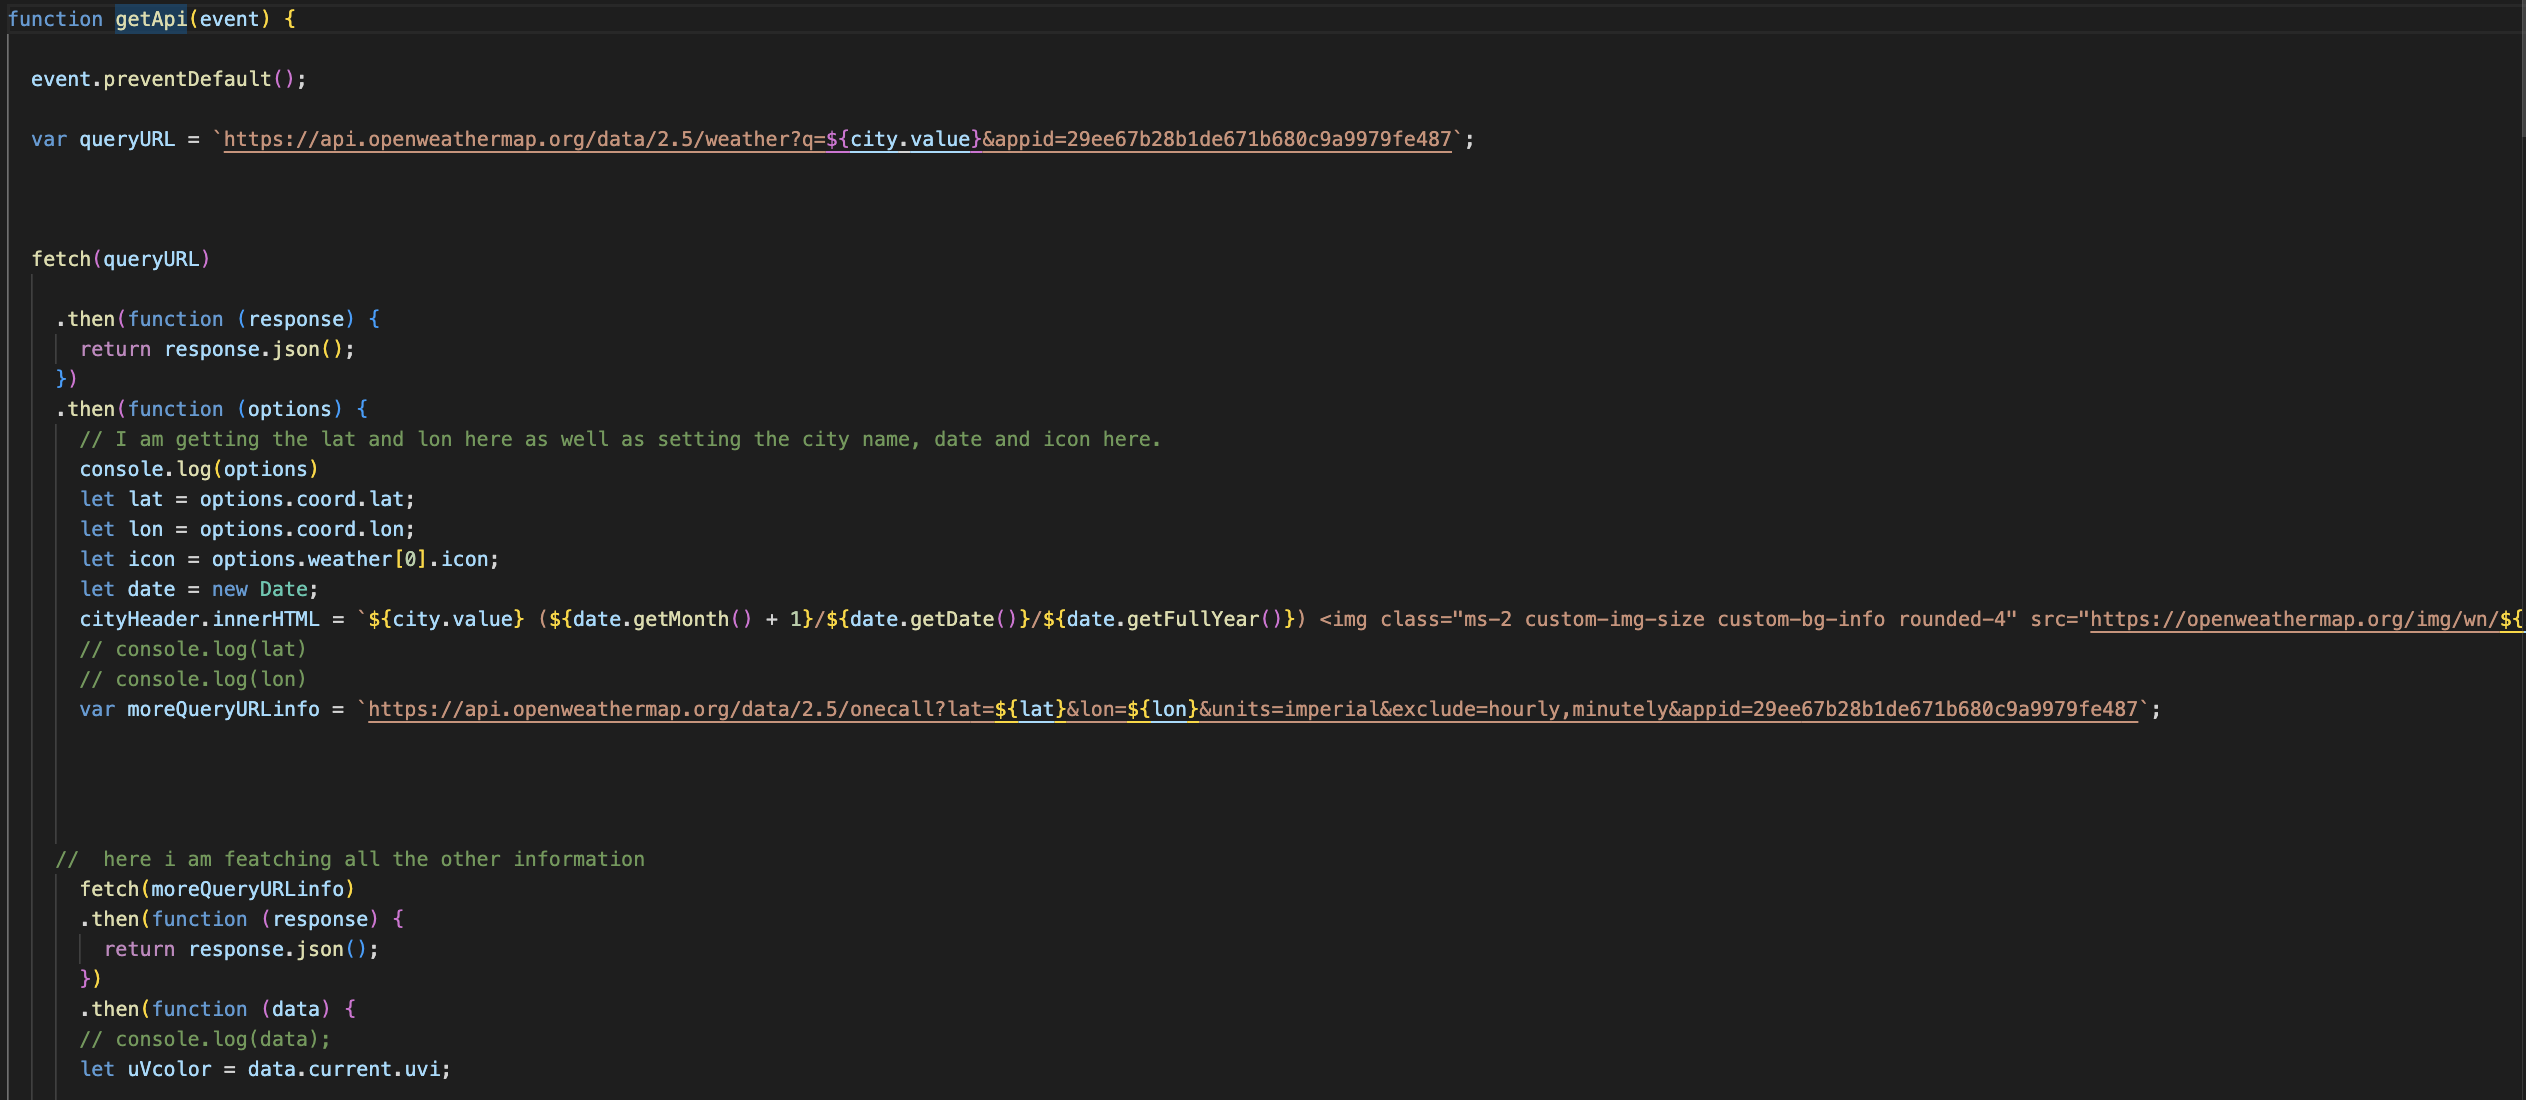 function getApi(event) {
event.preventDefault();
var queryURL = `https://api.openweathermap.org/data/2.5/weather?q=${city.value}&appid=29ee67b28b1de671b680c9a9979fe487`;
fetch(queryURL)
.then(function (response) {
return response.json();
})
.then(function (options) {
// I am getting the lat and lon here as well as setting the city name, date and icon here.
console.log(options)
let lat = options.coord.lat;
let lon = options.coord.lon;
let icon = options.weather[0].icon;
let date = new Date;
cityHeader.innerHTML = `${city.value} (${date.getMonth() + 1}/${date.getDate()}/${date.getFullYear()}) <img class="ms-2 custom-img-size custom-bg-info rounded-4" src="https://openweathermap.org/img/wn/${
// console.log(lat)
// console.log(lon)
var moreQueryURLinfo = `https://api.openweathermap.org/data/2.5/onecall?lat=${lat}&lon=${lon}&units=imperial&exclude=hourly,minutely&appid=29ee67b28b1de671b680c9a9979fe487`;
//  here i am featching all the other information
fetch(moreQueryURLinfo)
.then(function (response) {
return response.json();
})
.then(function (data) {
// console.log(data);
let uVcolor = data.current.uvi;